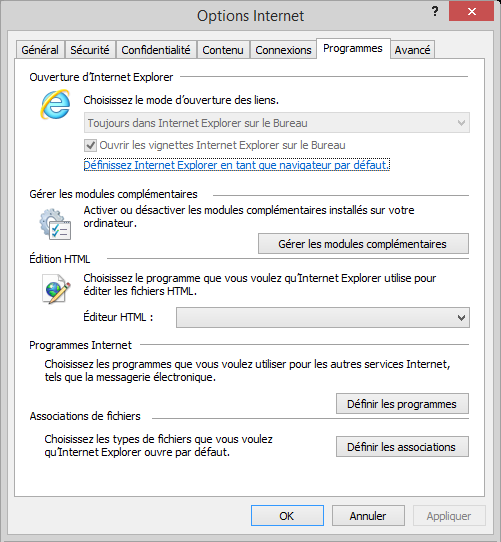 Options Internet
?
Général Sécurité Confidentialité Contenu Connexions Programmes Avancé
Ouverture d'Internet Explorer
Choisissez le mode d'ouverture des liens.
Toujours dans Internet Explorer sur le Bureau
Ouvrir les vignettes Internet Explorer sur le Bureau
Définissez Internet Explorer en tant que navigateur par défaut.
Gérer les modules complémentaires
Activer ou désactiver les modules complémentaires installés sur votre
ordinateur.
Gérer les modules complémentaires
Édition HTML
Choisissez le programme que vous voulez qu'Internet Explorer utilise pour
éditer les fichiers HTML.
Éditeur HTML :
Programmes Internet
Choisissez les programmes que vous voulez utiliser pour les autres services Internet,
tels que la messagerie électronique.
Définir les programmes
Associations de fichiers
Choisissez les types de fichiers que vous voulez
qu'Internet Explorer ouvre par défaut.
Définir les associations
OK Annuler Appliquer